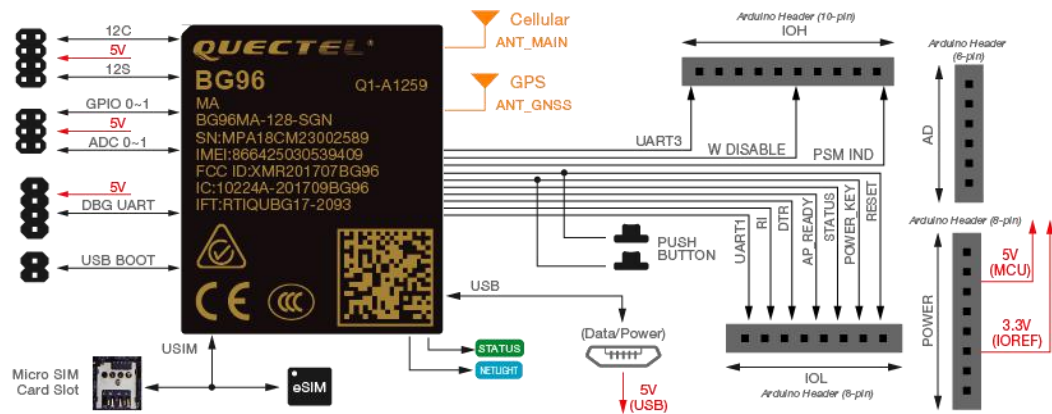 12C
5V
12S
GPIO 0~1
5V
ADC 0~1
5V
DBG UART
USB BOOT
QUECTEL
BG96
Q1-A1259
MA
BG96MA-128-SGN
SN:MPA18CM23002589
IMEI:866425030539409
FCC ID:XMR201707BG96
IC:10224A-201709BG96
IFT:RTIQUBG17-2093
CE
CCC
Cellular
ANT_MAIN
GPS
ANT_GNSS
Arduino Header (10-pin)
IOH
UART3
W DISABLE
PSM IND
Arduino Header
(6-pin)
AD
PUSH
BUTTON
UART1
RI
DTR
AP_READY
STATUS
POWER_KEY
RESET
Arduino Header (8-pin)
POWER
5V
(MCU)
3.3V
(IOREF)
USB
(Data/Power)
5V
(USB)
IOL
Arduino Header (8-pin)
USIM
STATUS
NETLIGHT
Micro SIM
Card Slot
eSIM